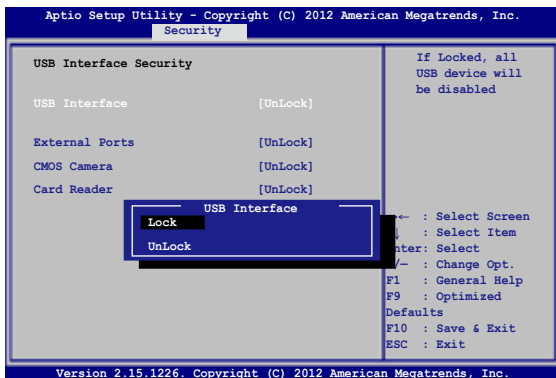 Aptio Setup Utility - Copyright (C) 2012 American Megatrends, Inc.
Security
USB Interface Security
USB Interface [UnLock]
External Ports [UnLock]
CMOS Camera [UnLock]
Card Reader [UnLock]
USB Interface
Lock
UnLock
If Locked, all
USB device will
be disabled
← : Select Screen
: Select Item
nter: Select
/— : Change Opt.
F1 : General Help
F9 : Optimized
Defaults
F10 : Save & Exit
ESC : Exit
Version 2.15.1226. Copyright (C) 2012 American Megatrends, Inc.